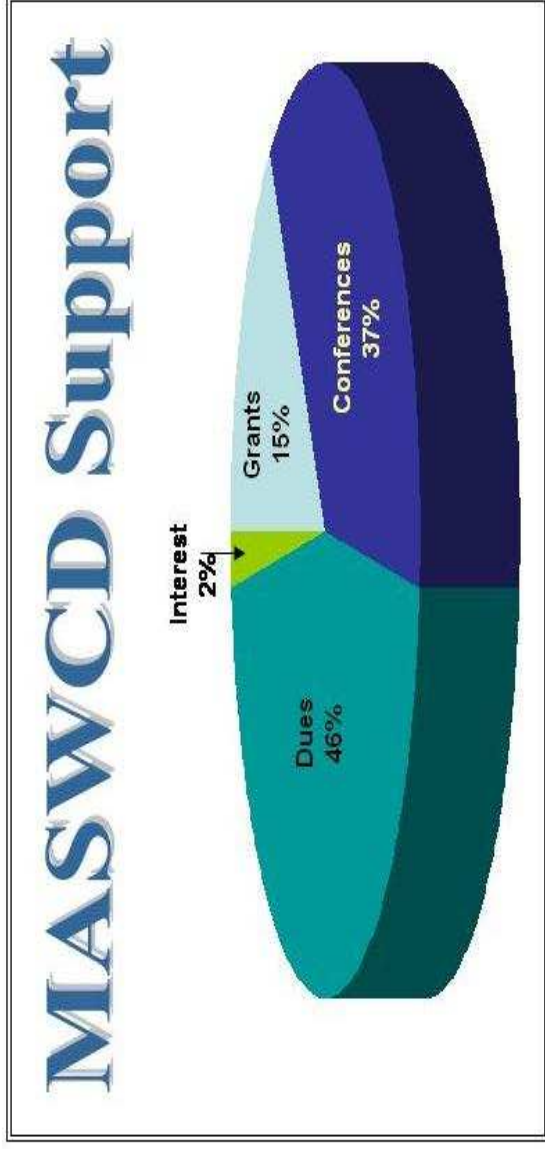 MASWCD Support
Interest
2%
Grants
15%
Conferences
37%
Dues
46%